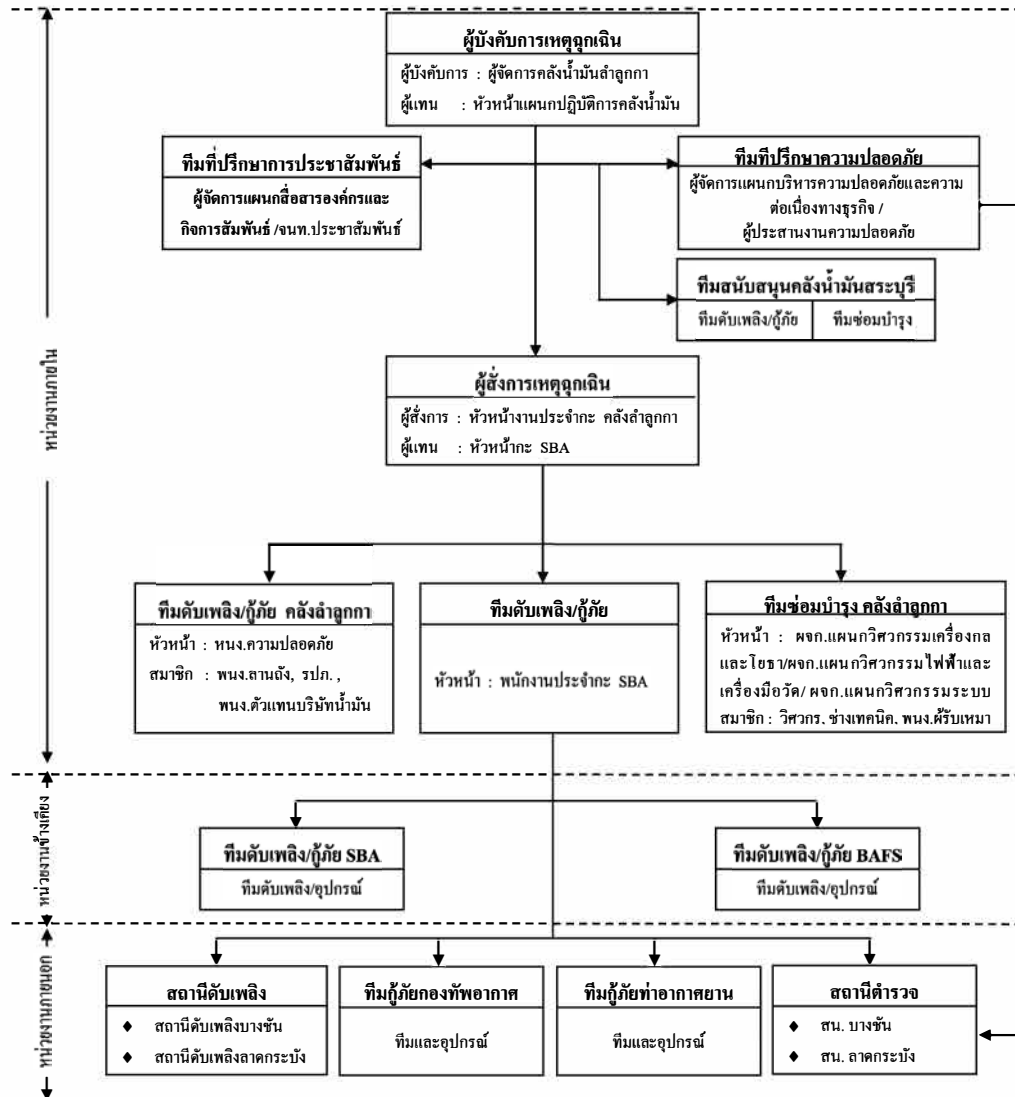 ผู้บังคับการเหตุฉุกเฉิน
ผู้บังคับการ : ผู้จัดการคลังน้ำมันลำลูกกา
ผู้แทน : หัวหน้าแผนกปฏิบัติการคลังน้ำมัน
ทีมที่ปรึกษาการประชาสัมพันธ์
ผู้จัดการแผนกสื่อสารองค์กรและ
กิจการสัมพันธ์ /จนท.ประชาสัมพันธ์
ทีมทีปรึกษาความปลอดภัย
ผู้จัดการแผนกบริหารความปลอดภัยและความ
ต่อเนื่องทางธุรกิจ /
ผู้ประสานงานความปลอดภัย
ทีมสนับสนุนคลังน้ำมันสระบุรี
ทีมดับเพลิง/กู้ภัย ทีมซ่อมบำรุง
หน่วยงานภายใน
ผู้สั่งการเหตุฉุกเฉิน
ผู้สั่งการ : หัวหน้างานประจำกะ คลังลำลูกกา
ผู้แทน : หัวหน้ากะ SBA
ทีมดับเพลิง/กู้ภัย คลังลำลูกกา
หัวหน้า : หนง.ความปลอดภัย
สมาชิก : พนง.ลานถัง, รปภ. ,
พนง.ตัวแทนบริษัทน้ำมัน
ทีมดับเพลิง/กู้ภัย
หัวหน้า : พนักงานประจำกะ SBA
ทีมซ่อมบำรุง คลังลำลูกกา
หัวหน้า : ผจก.แผนกวิศวกรรมเครื่องกล
และโยธา/ผจก.แผนกวิศวกรรมไฟฟ้าและ
เครื่องมือวัด/ ผจก.แผนกวิศวกรรมระบบ
สมาชิก : วิศวกร, ช่างเทคนิค, พนง.ผู้รับเหมา
หน่วยงานข้างเคียง
ทีมดับเพลิง/กู้ภัย SBA
ทีมดับเพลิง/อุปกรณ์
ทีมดับเพลิง/กู้ภัย BAFS
ทีมดับเพลิง/อุปกรณ์
หน่วยงานภายนอก
สถานีดับเพลิง
♦ สถานีดับเพลิงบางชัน
♦ สถานีดับเพลิงลาดกระบัง
ทีมกู้ภัยกองทัพอากาศ
ทีมและอุปกรณ์
ทีมกู้ภัยท่าอากาศยาน
ทีมและอุปกรณ์
สถานีตำรวจ
♦ สน. บางชัน
♦ สน. ลาดกระบัง